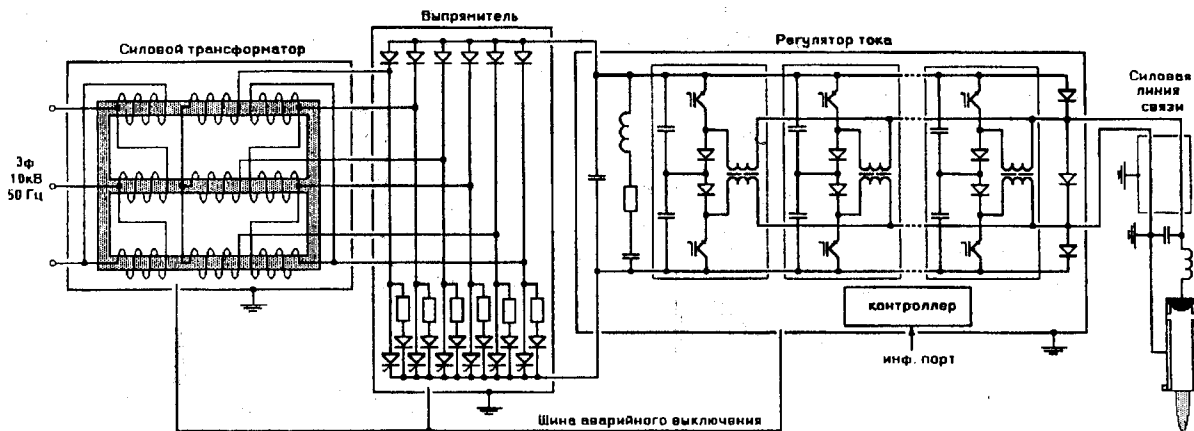 Выпрямитель
Силовой трансформатор
Регулятор тока
Силовая
линия
связи
3ф
10кВ
50 Гц
контроллер
инф. порт
Шина аварийного выключения